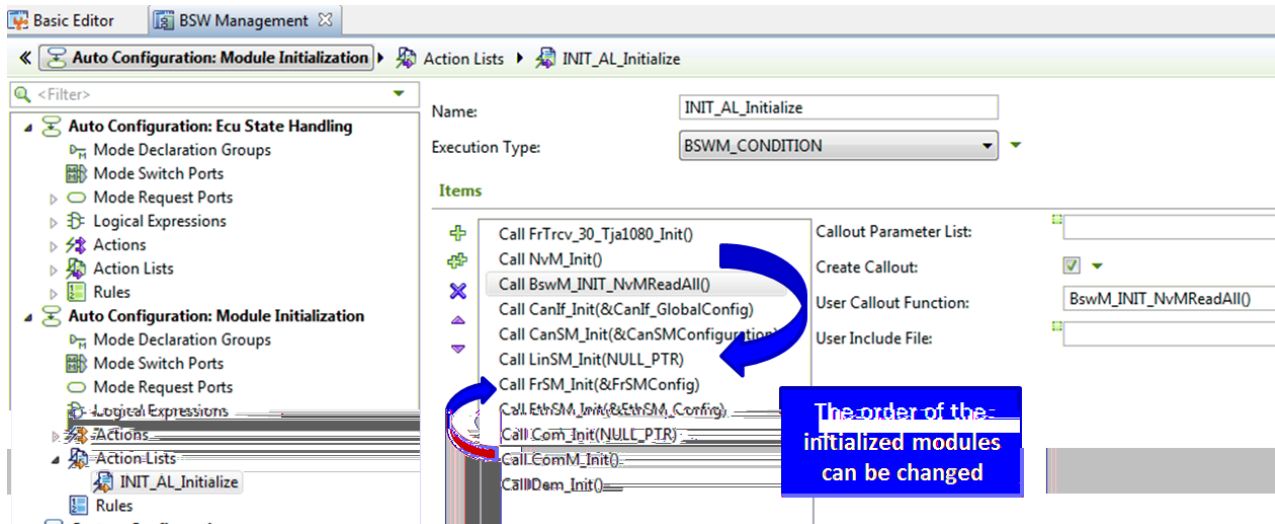 Basic Editor
BSW Management
Auto Configuration: Module Initialization
Action Lists
INIT_AL_Initialize
<Filter>
Auto Configuration: Ecu State Handling
Mode Declaration Groups
Mode Switch Ports
Mode Request Ports
Logical Expressions
Actions
Action Lists
Rules
Auto Configuration: Module Initialization
Mode Declaration Groups
Mode Switch Ports
Mode Request Ports
Logical Expressions
Actions
Action Lists
INIT_AL_Initialize
Rules
Name:
INIT_AL_Initialize
Execution Type:
BSWM_CONDITION
Items
Call FrTrcv_30_Tja1080_Init()
Call NvM_Init()
Call BswM_INIT_NvMReadAll()
Call CanIf_Init(&CanIf_GlobalConfig)
Call CanSM_Init(&CanSMConfiguration)
Call LinSM_Init(NULL_PTR)
Call FrSM_Init(&FrSMConfig)
Call EthSM_Init(&EthSM_Config)
Call Com_Init(NULL_PTR)
Call ComM_Init()
Call Dem_Init()
Callout Parameter List:
Create Callout:
User Callout Function:
BswM_INIT_NvMReadAll()
User Include File:
The order of the
initialized modules
can be changed